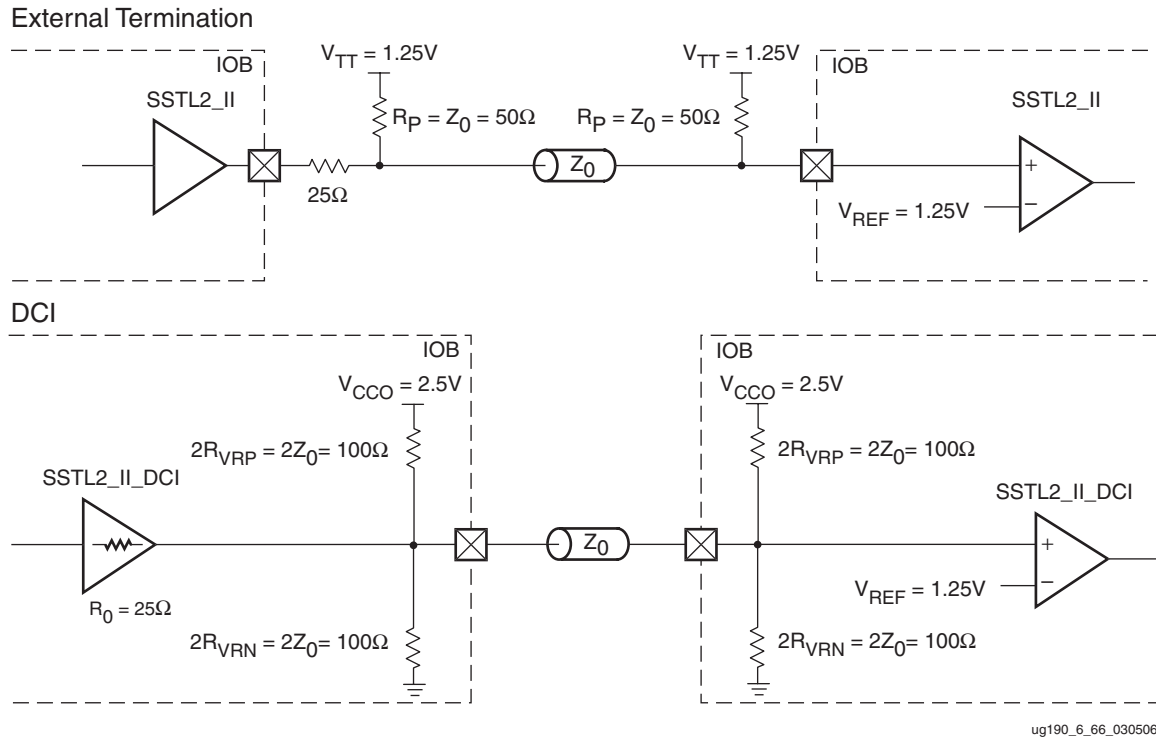 External Termination
V_TT = 1.25V
V_TT = 1.25V
IOB
IOB
SSTL2_II
SSTL2_II
R_P = Z_0 = 50Ω
R_P = Z_0 = 50Ω
Z_0
+
25Ω
V_REF = 1.25V
–
DCI
IOB
IOB
V_CCO = 2.5V
V_CCO = 2.5V
2R_VRP = 2Z_0= 100Ω
2R_VRP = 2Z_0= 100Ω
SSTL2_II_DCI
SSTL2_II_DCI
Z_0
+
V_REF = 1.25V
–
R_0 = 25Ω
2R_VRN = 2Z_0= 100Ω
2R_VRN = 2Z_0= 100Ω
ug190_6_66_030506